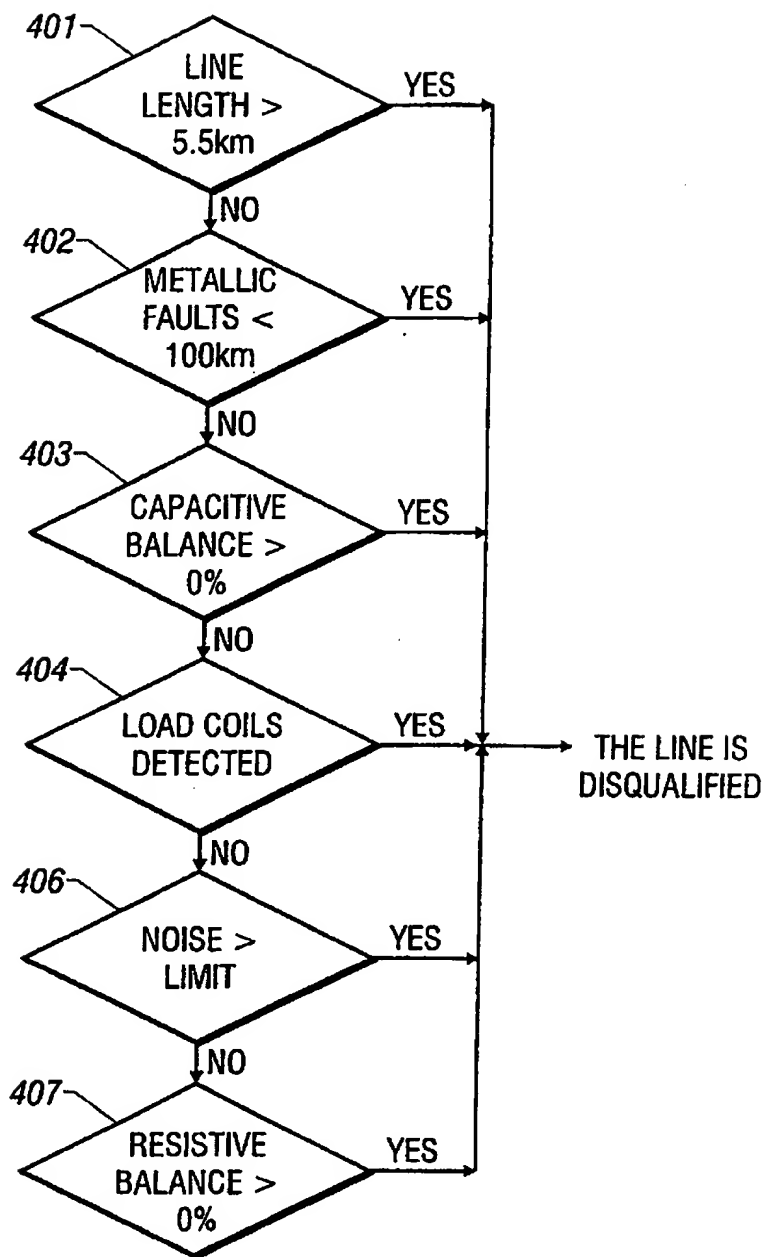 401
LINE
LENGTH >
5.5km
YES
NO
402
METALLIC
FAULTS <
100km
YES
NO
403
CAPACITIVE
BALANCE >
0%
YES
NO
404
LOAD COILS
DETECTED
YES
THE LINE IS
DISQUALIFIED
NO
406
NOISE >
LIMIT
YES
NO
407
RESISTIVE
BALANCE >
0%
YES